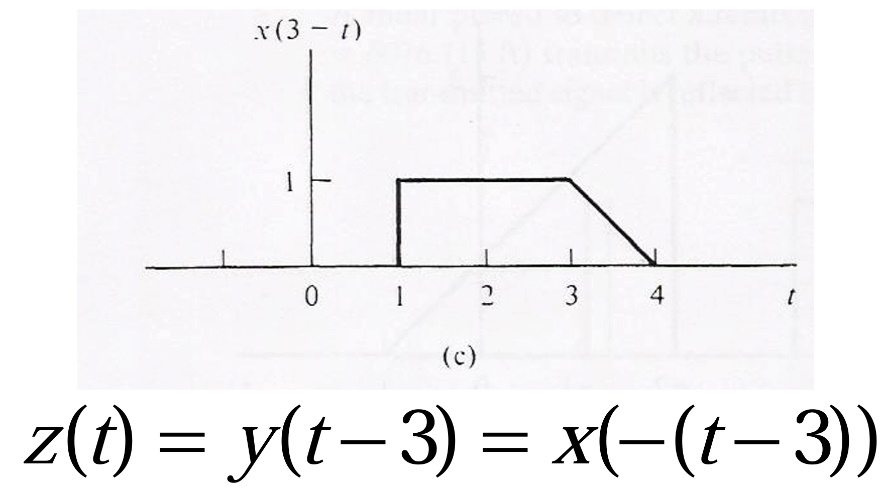 x(3 − t)
1
0 1 2 3 4 t
(c)
z(t) = y(t−3) = x(−(t−3))